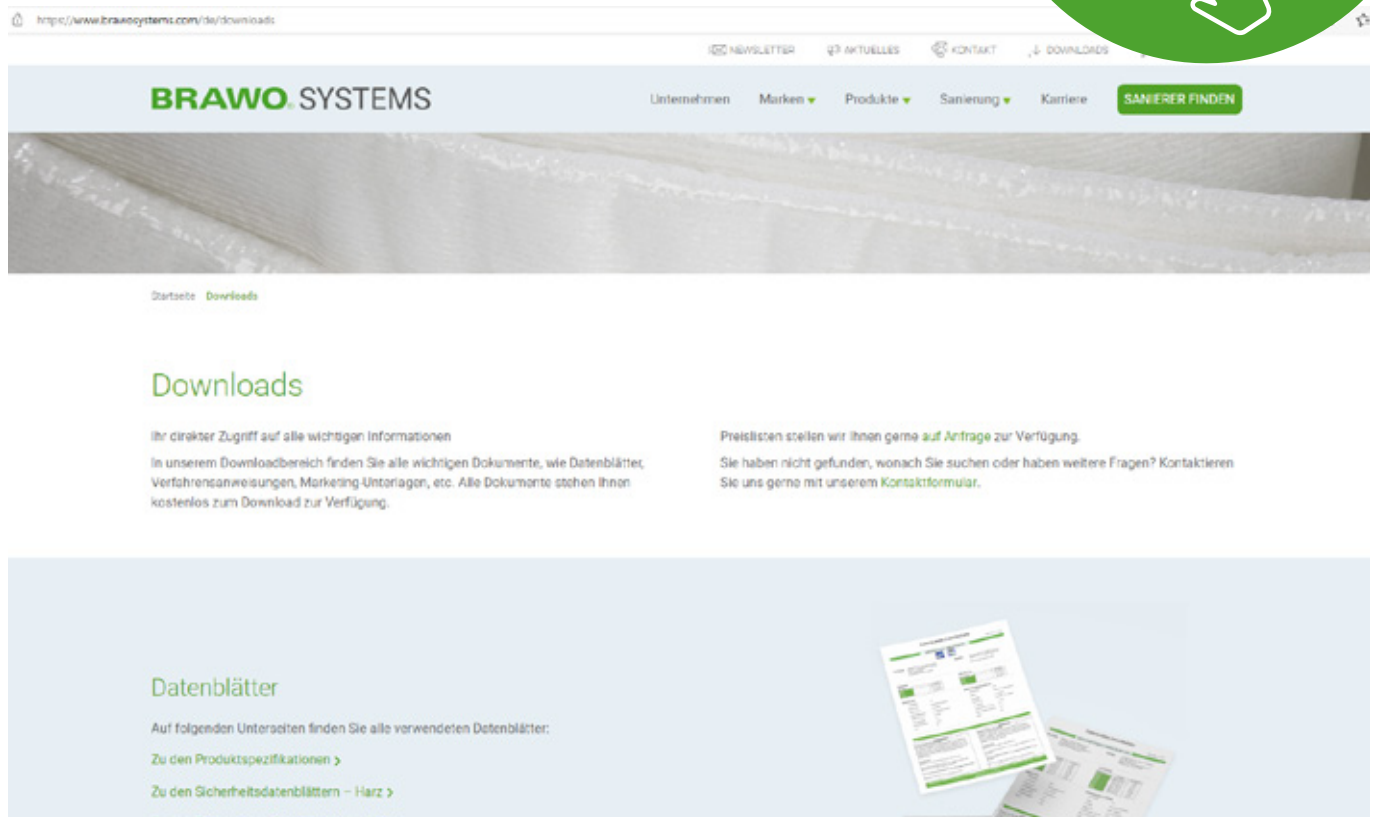 https://www.brawosystems.com/de/downloads
NEWSLETTER AKTUELLES KONTAKT DOWNLOADS
BRAWO SYSTEMS
Unternehmen Marken Produkte Sanierung Karriere SANIERER FINDEN
Startseite Downloads
Downloads
Ihr direkter Zugriff auf alle wichtigen Informationen
In unserem Downloadbereich finden Sie alle wichtigen Dokumente, wie Datenblätter,
Verfahrensanweisungen, Marketing-Unterlagen, etc. Alle Dokumente stehen Ihnen
kostenlos zum Download zur Verfügung.
Preislisten stellen wir Ihnen gerne auf Anfrage zur Verfügung.
Sie haben nicht gefunden, wonach Sie suchen oder haben weitere Fragen? Kontaktieren
Sie uns gerne mit unserem Kontaktformular.
Datenblätter
Auf folgenden Unterseiten finden Sie alle verwendeten Datenblätter:
Zu den Produktspezifikationen >
Zu den Sicherheitsdatenblättern – Harz >